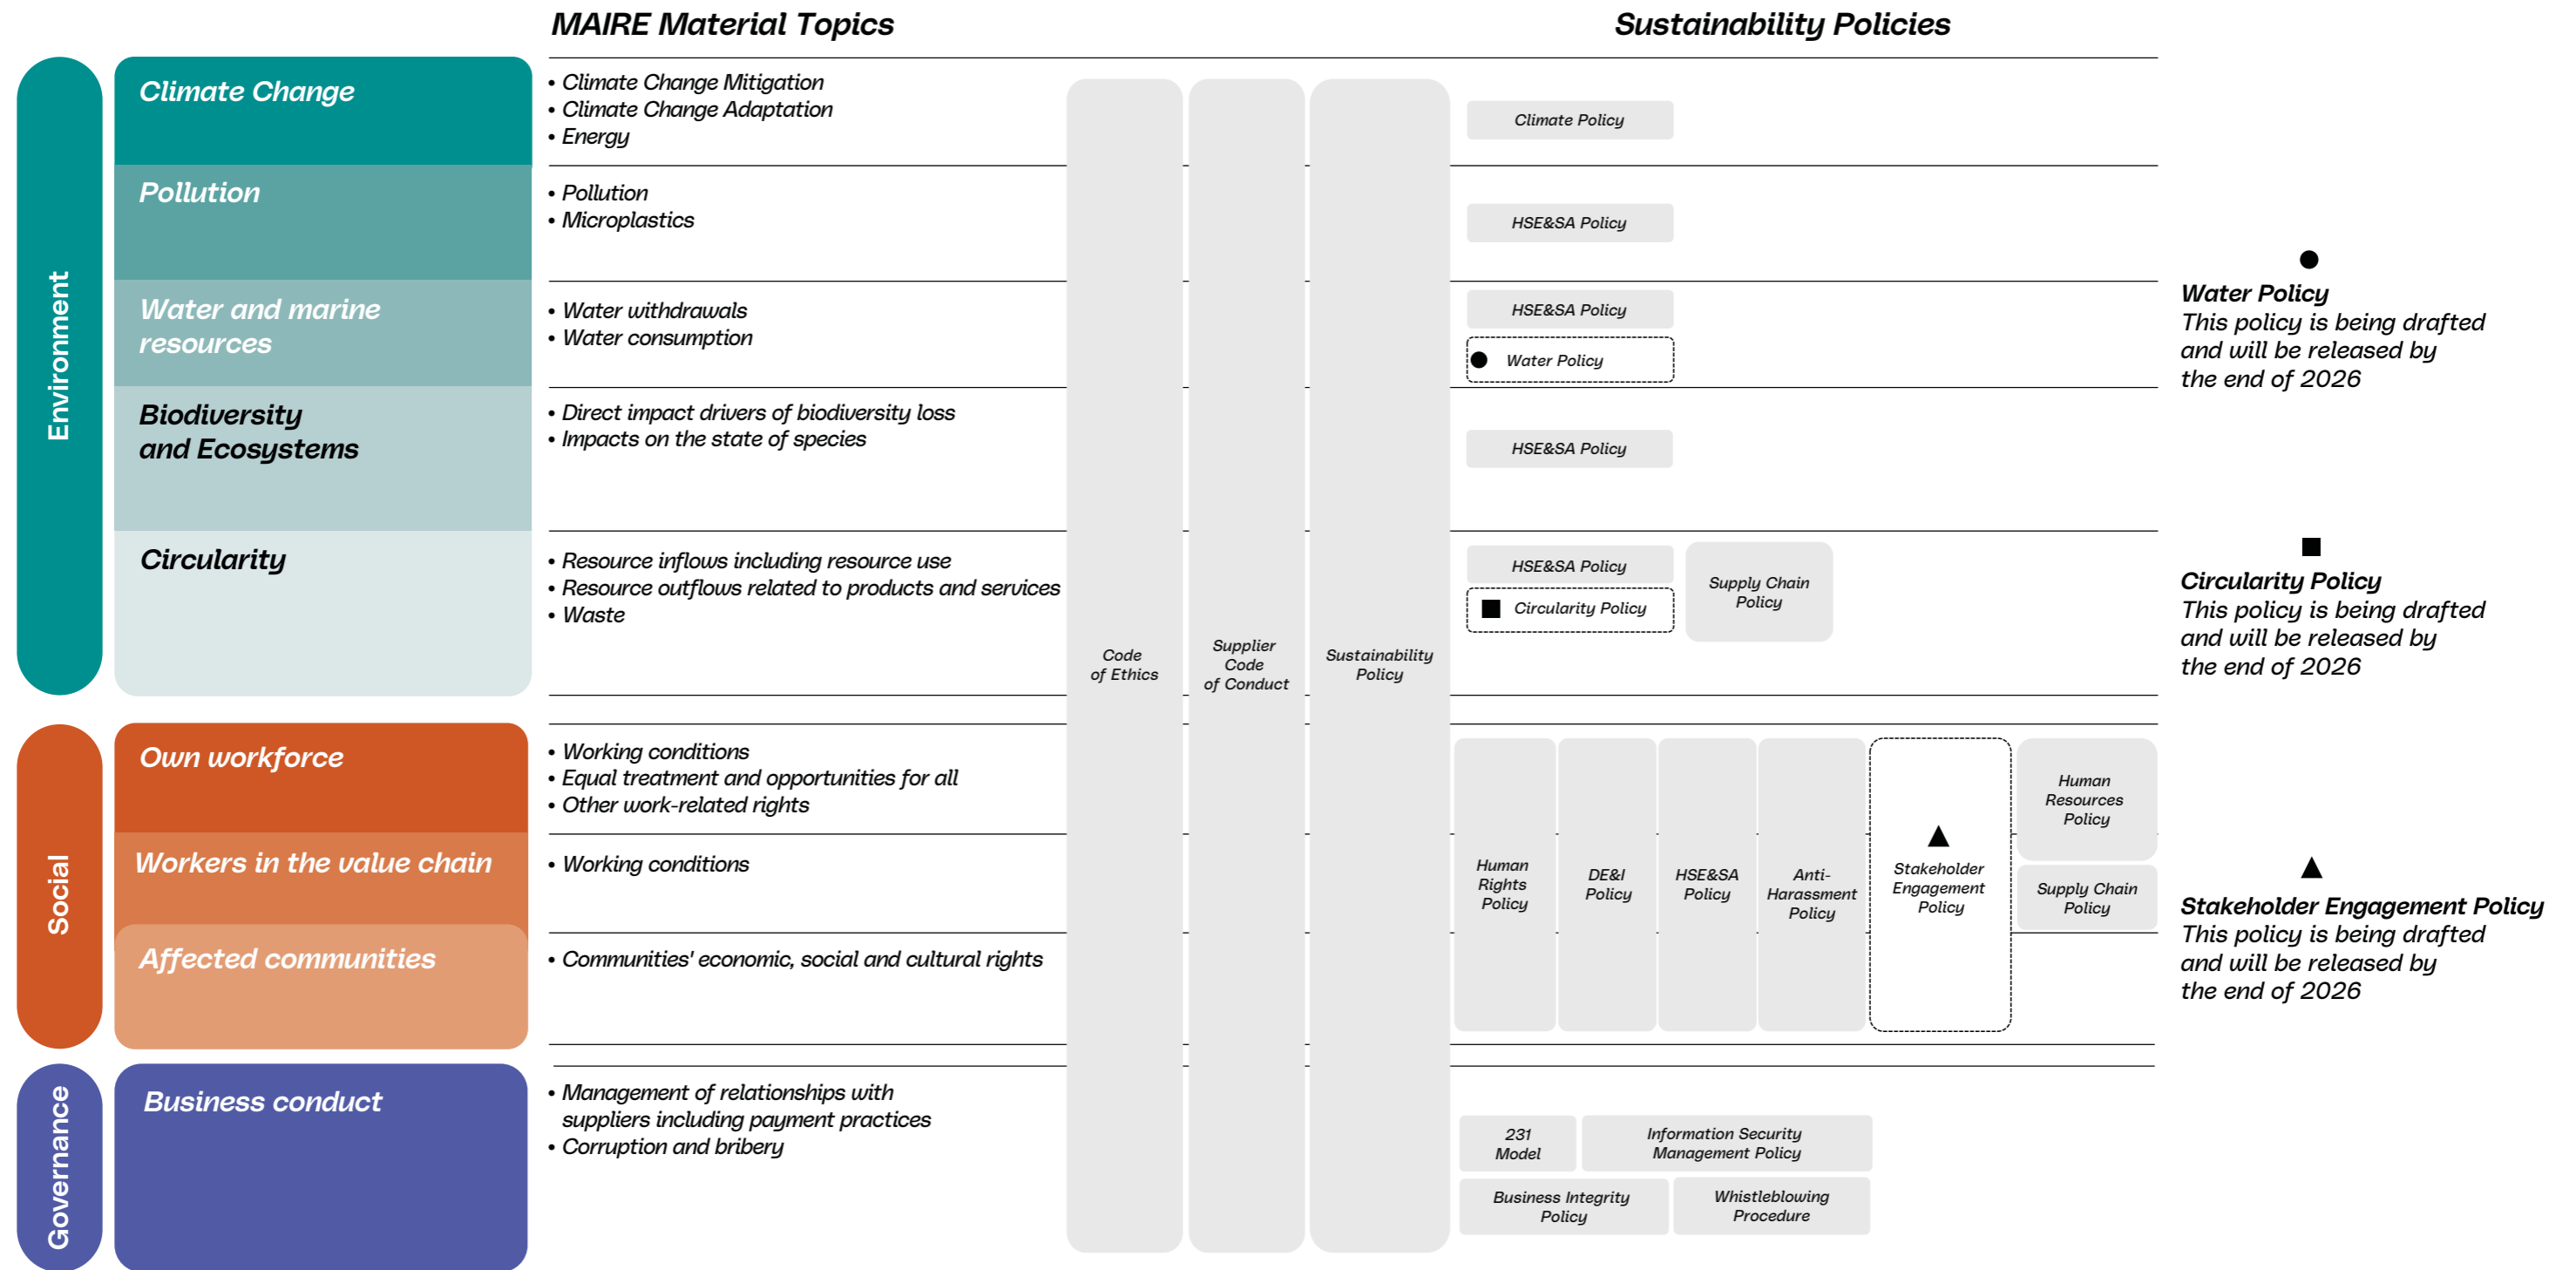 MAIRE Material Topics
Sustainability Policies
Environment
Climate Change
• Climate Change Mitigation
• Climate Change Adaptation
• Energy
Climate Policy
Pollution
• Pollution
• Microplastics
HSE&SA Policy
Water and marine
resources
• Water withdrawals
• Water consumption
HSE&SA Policy
Water Policy
Water Policy
This policy is being drafted
and will be released by
the end of 2026
Biodiversity
and Ecosystems
• Direct impact drivers of biodiversity loss
• Impacts on the state of species
HSE&SA Policy
Circularity
• Resource inflows including resource use
• Resource outflows related to products and services
• Waste
HSE&SA Policy
Circularity Policy
Supply Chain
Policy
Circularity Policy
This policy is being drafted
and will be released by
the end of 2026
Code
of Ethics
Supplier
Code
of Conduct
Sustainability
Policy
Social
Own workforce
• Working conditions
• Equal treatment and opportunities for all
• Other work-related rights
Workers in the value chain
• Working conditions
Affected communities
• Communities' economic, social and cultural rights
Human
Rights
Policy
DE&I
Policy
HSE&SA
Policy
Anti-
Harassment
Policy
Stakeholder
Engagement
Policy
Human
Resources
Policy
Supply Chain
Policy
Stakeholder Engagement Policy
This policy is being drafted
and will be released by
the end of 2026
Governance
Business conduct
• Management of relationships with
suppliers including payment practices
• Corruption and bribery
231
Model
Information Security
Management Policy
Business Integrity
Policy
Whistleblowing
Procedure